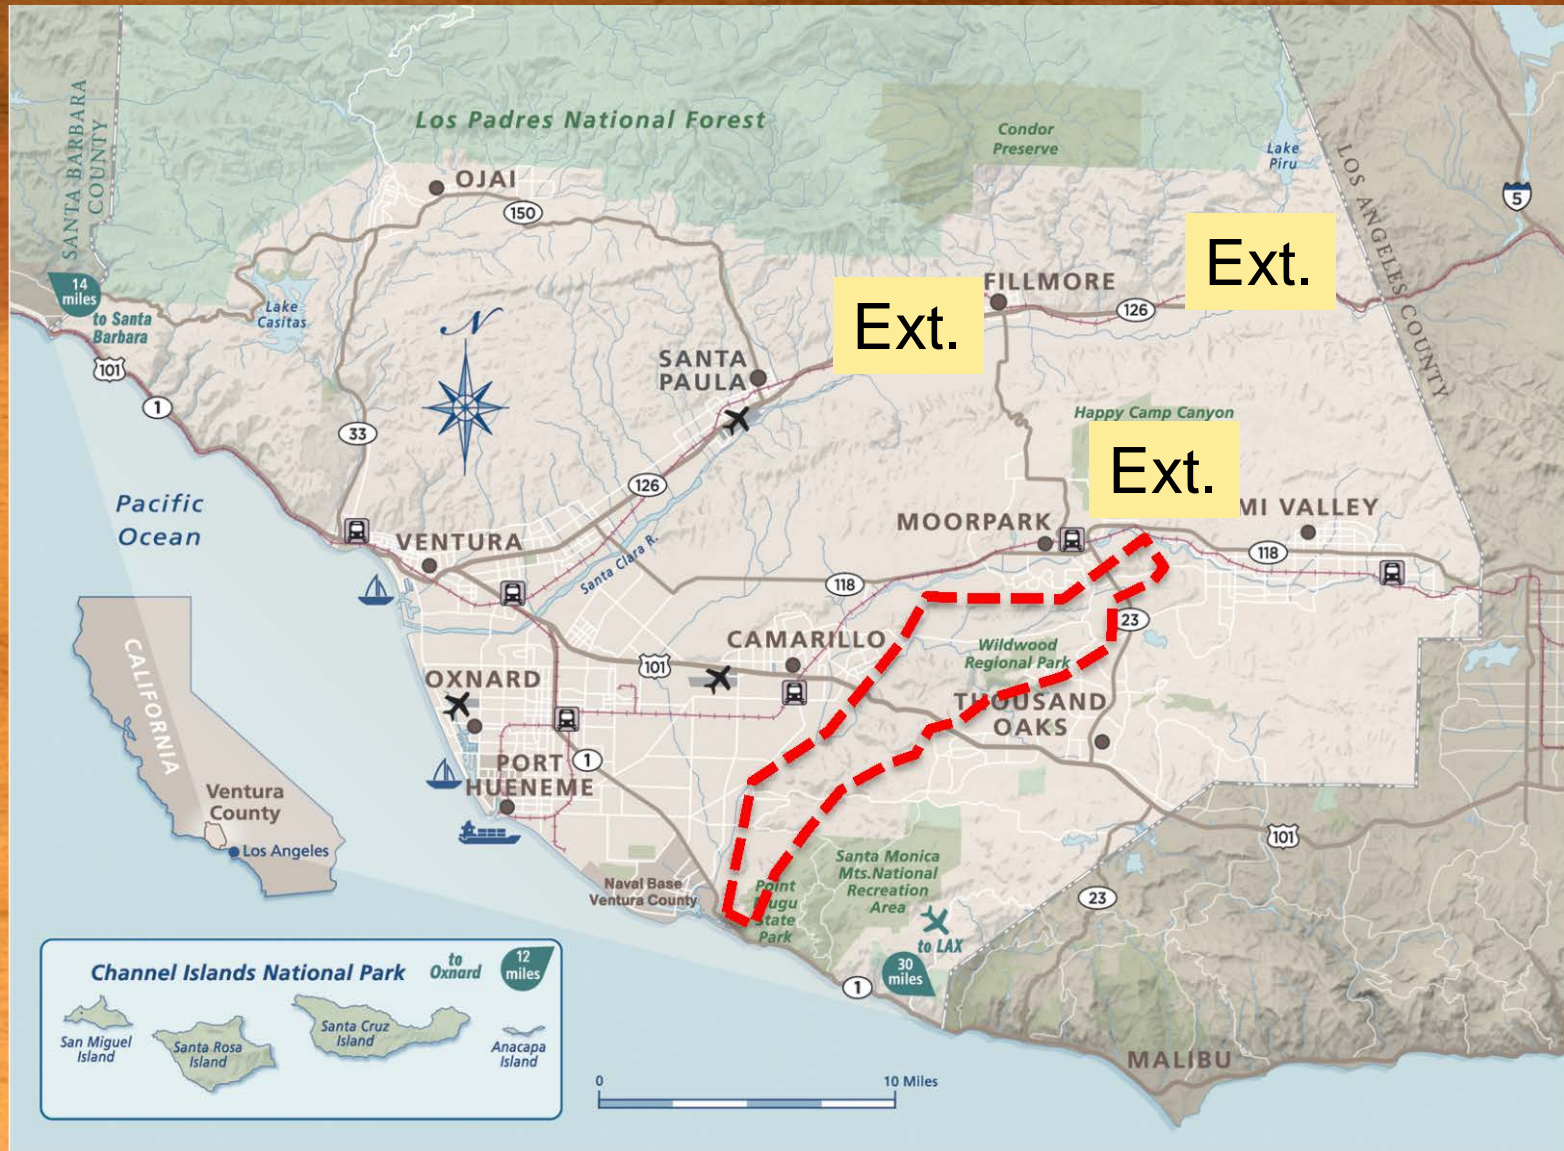 Los Padres National Forest
Condor
Preserve
Lake
Piru
SANTA BARBARA
COUNTY
LOS ANGELES COUNTY
5
OJAI
150
14
miles
to Santa
Barbara
Lake
Casitas
N
Ext.
FILLMORE
126
Ext.
101
1
33
SANTA
PAULA
Happy Camp Canyon
Ext.
126
Pacific
Ocean
VENTURA
MOORPARK
MI VALLEY
118
Santa Clara R.
118
23
CAMARILLO
Wildwood
Regional Park
101
OXNARD
THOUSAND
OAKS
CALIFORNIA
PORT
HUENEME
1
Ventura
County
Los Angeles
101
Santa Monica
Mts.National
Recreation
Area
Naval Base
Ventura County
Point
ugu
State
Park
23
to LAX
30
miles
1
Channel Islands National Park
to
Oxnard
12
miles
San Miguel
Island
Santa Rosa
Island
Santa Cruz
Island
Anacapa
Island
0
10 Miles
MALIBU